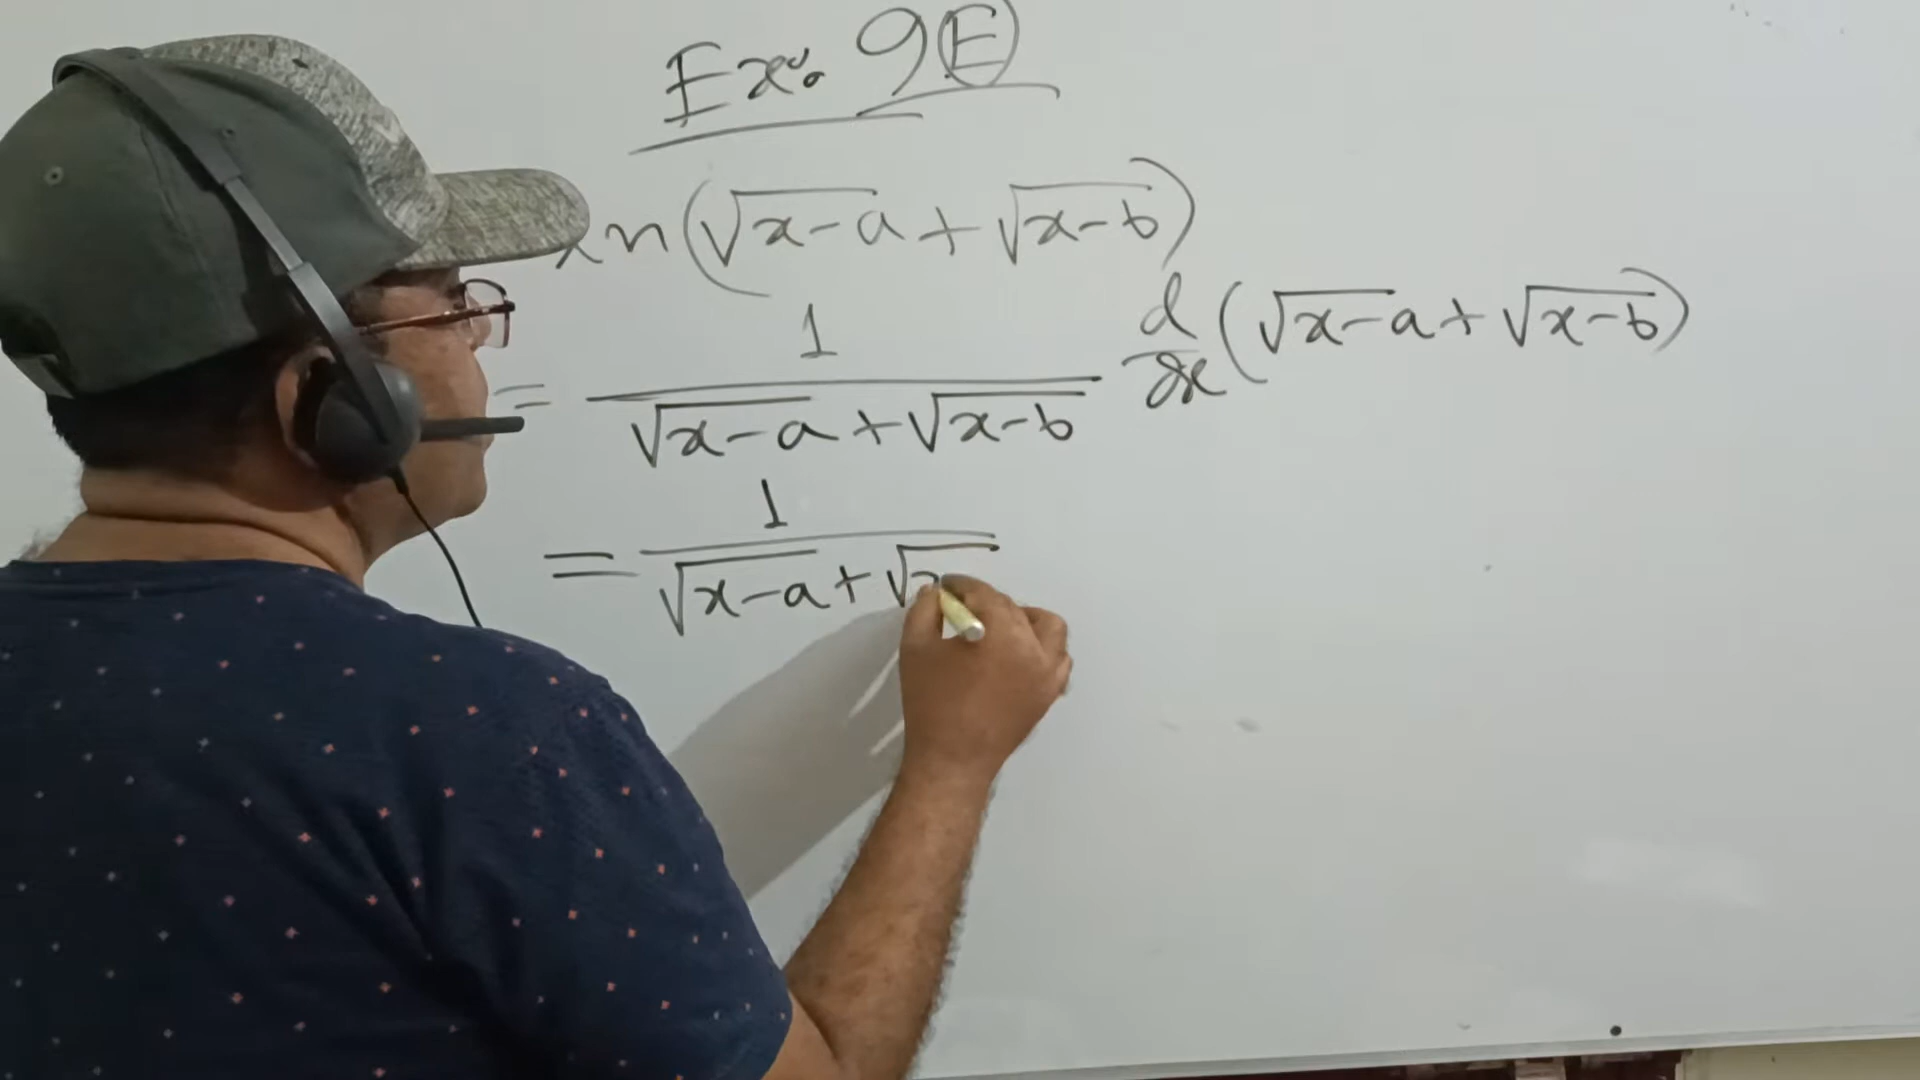 Ex: 9(E)
ln(√x-a + √x-b)
= 1/(√x-a + √x-b) d/dx(√x-a + √x-b)
= 1/(√x-a + √x